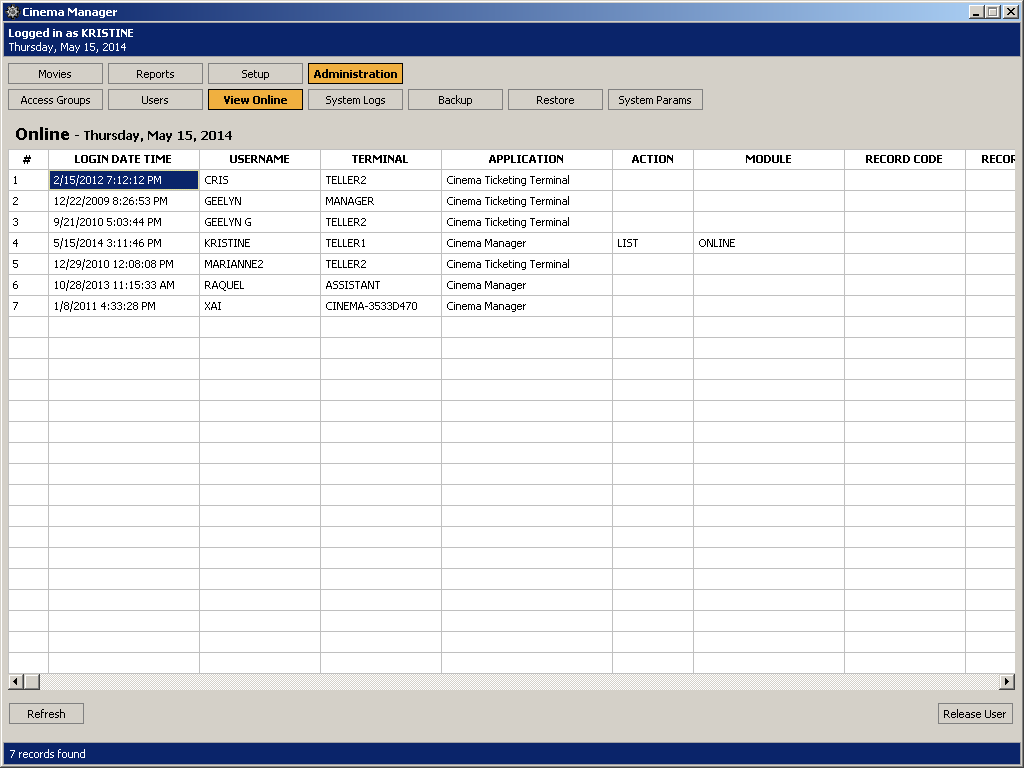 Cinema Manager
Logged in as KRISTINE
Thursday, May 15, 2014
Movies Reports Setup Administration
Access Groups Users View Online System Logs Backup Restore System Params
Online - Thursday, May 15, 2014
# LOGIN DATE TIME USERNAME TERMINAL APPLICATION ACTION MODULE RECORD CODE RECOR
1 2/15/2012 7:12:12 PM CRIS TELLER2 Cinema Ticketing Terminal
2 12/22/2009 8:26:53 PM GEELYN MANAGER Cinema Ticketing Terminal
3 9/21/2010 5:03:44 PM GEELYN G TELLER2 Cinema Ticketing Terminal
4 5/15/2014 3:11:46 PM KRISTINE TELLER1 Cinema Manager LIST ONLINE
5 12/29/2010 12:08:08 PM MARIANNE2 TELLER2 Cinema Ticketing Terminal
6 10/28/2013 11:15:33 AM RAQUEL ASSISTANT Cinema Manager
7 1/8/2011 4:33:28 PM XAI CINEMA-3533D470 Cinema Manager
Refresh Release User
7 records found